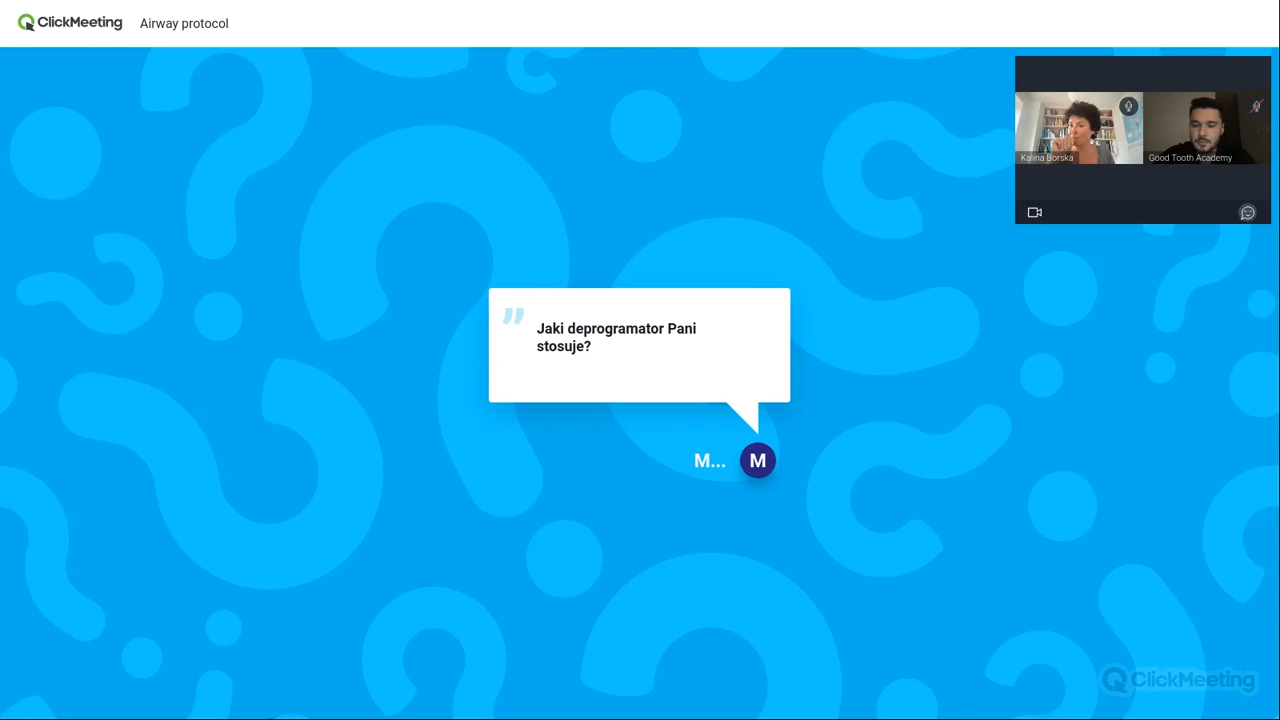 ClickMeeting
Airway protocol
Kalina Borska
Good Tooth Academy
Jaki deprogramator Pani
stosuje?
M...
M
ClickMeeting